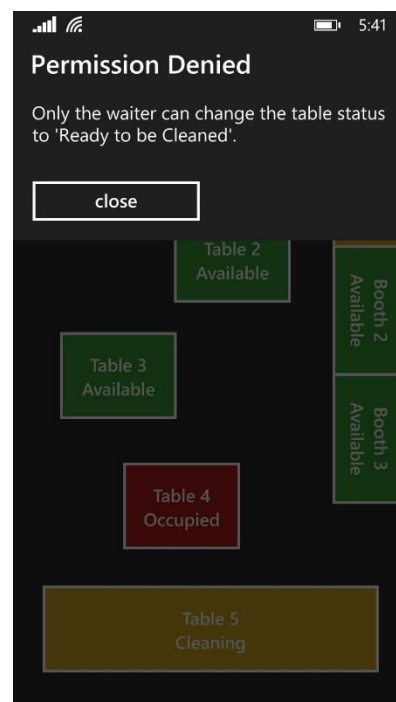 5:41
Permission Denied
Only the waiter can change the table status
to 'Ready to be Cleaned'.
close
Table 2
Available
Booth 2
Available
Table 3
Available
Booth 3
Available
Table 4
Occupied
Table 5
Cleaning